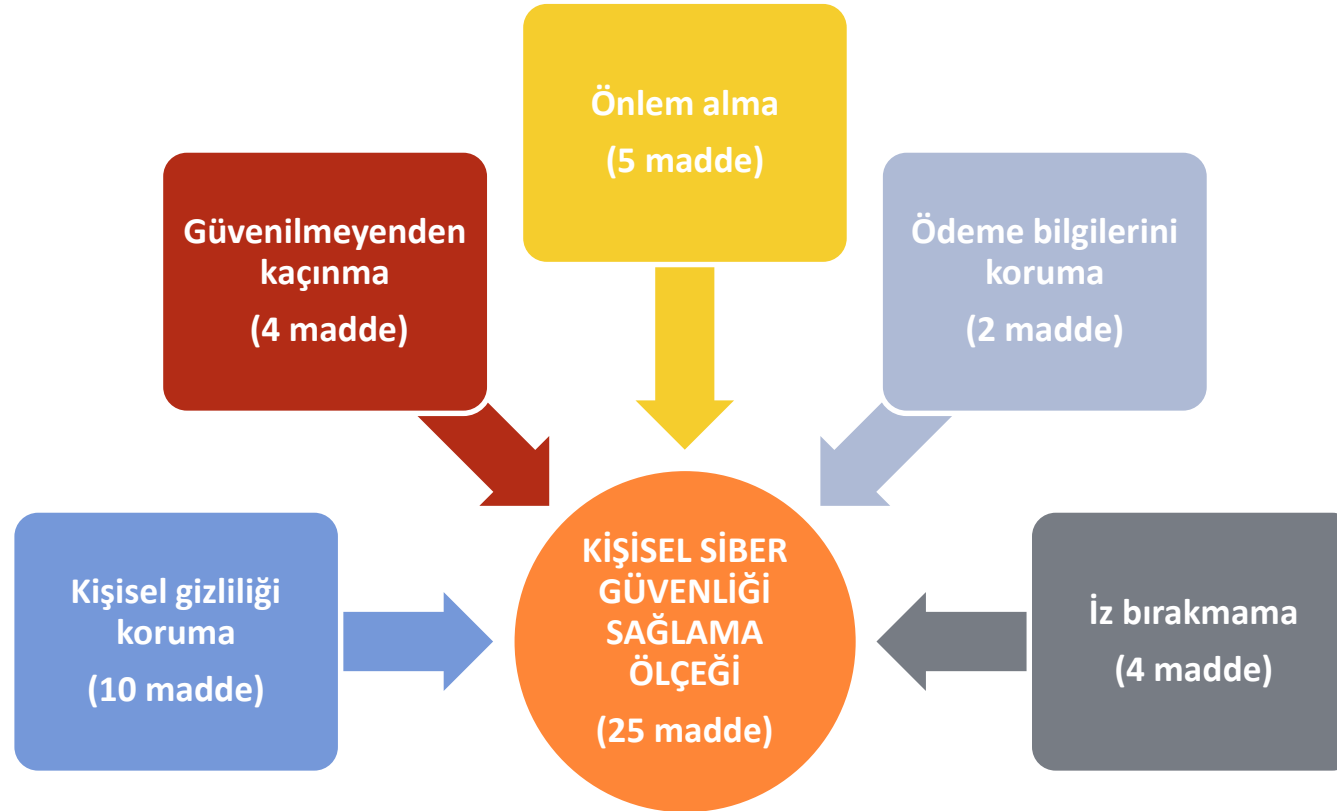 Önlem alma
(5 madde)
Güvenilmeyenden
kaçınma
(4 madde)
Ödeme bilgilerini
koruma
(2 madde)
Kişisel gizliliği
koruma
(10 madde)
KİŞİSEL SİBER
GÜVENLİĞİ
SAĞLAMA
ÖLÇEĞİ
(25 madde)
İz bırakmama
(4 madde)